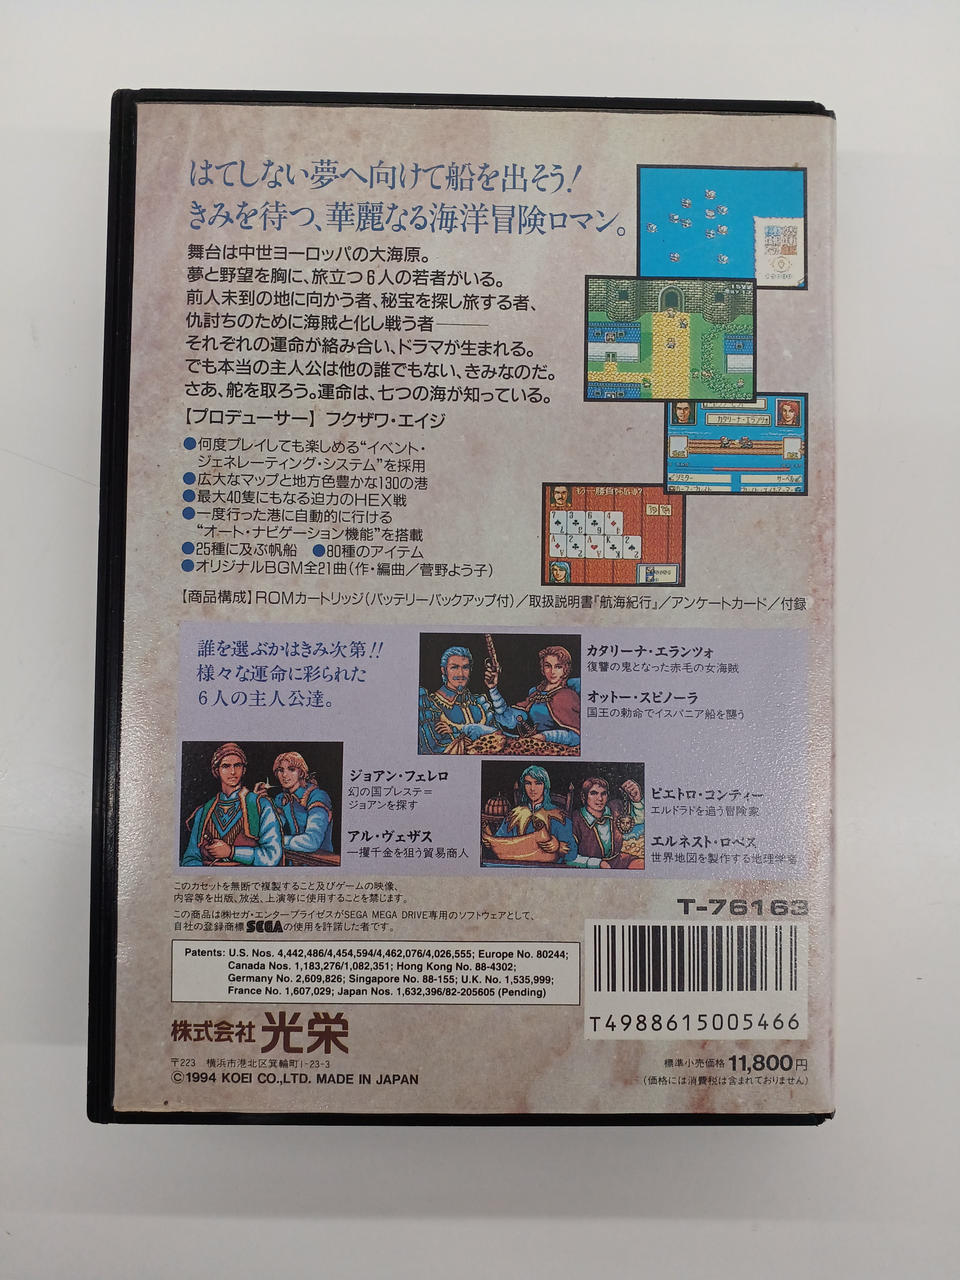 はてしない夢へ向けて船を出そう!
きみを待つ、華麗なる海洋冒険ロマン。
舞台は中世ヨーロッパの大海原。
夢と野望を胸に、旅立つ6人の若者がいる。
前人未到の地に向かう者、秘宝を探し旅する者、
仇討ちのために海賊と化し戦う者———
それぞれの運命が絡み合い、ドラマが生まれる。
でも本当の主人公は他の誰でもない、きみなのだ。
さあ、舵を取ろう。運命は、七つの海が知っている。
【プロデューサー】フクザワ・エイジ
●何度プレイしても楽しめる“イベント・
ジェネレーティング・システム”を採用
●広大なマップと地方色豊かな130の港
●最大40隻にもなる迫力のHEX戦
●一度行った港に自動的に行ける
“オート・ナビゲーション機能”を搭載
●25種に及ぶ帆船 ●80種のアイテム
●オリジナルBGM全21曲(作・編曲/菅野よう子)
【商品構成】ROMカートリッジ(バッテリーバックアップ付)/取扱説明書『航海紀行』/アンケートカード/付録
カタリーナ・エランツォ
誰を選ぶかはきみ次第!!
様々な運命に彩られた
6人の主人公達。
カタリーナ・エランツォ
復讐の鬼となった赤毛の女海賊
オットー・スピノーラ
国王の勅命でイスパニア船を襲う
ジョアン・フェレロ
幻の国プレステ=
ジョアンを探す
アル・ヴェザス
一攫千金を狙う貿易商人
ピエトロ・コンティー
エルドラドを追う冒険家
エルネスト・ロペス
世界地図を製作する地理学者
このカセットを無断で複製すること及びゲームの映像、
内容等を出版、放送、上演等に使用することを禁じます。
この商品は㈱セガ・エンタープライゼスがSEGA MEGA DRIVE専用のソフトウェアとして、
自社の登録商標SEGAの使用を許諾した者です。
T-76163
Patents: U.S. Nos. 4,442,486/4,454,594/4,462,076/4,026,555; Europe No. 80244;
Canada Nos. 1,183,276/1,082,351; Hong Kong No. 88-4302;
Germany No. 2,609,826; Singapore No. 88-155; U.K. No. 1,535,999;
France No. 1,607,029; Japan Nos. 1,632,396/82-205605 (Pending)
T4988615005466
株式会社光栄
〒223 横浜市港北区箕輪町1-23-3
©1994 KOEI CO.,LTD. MADE IN JAPAN
標準小売価格11,800円
(価格には消費税は含まれておりません)